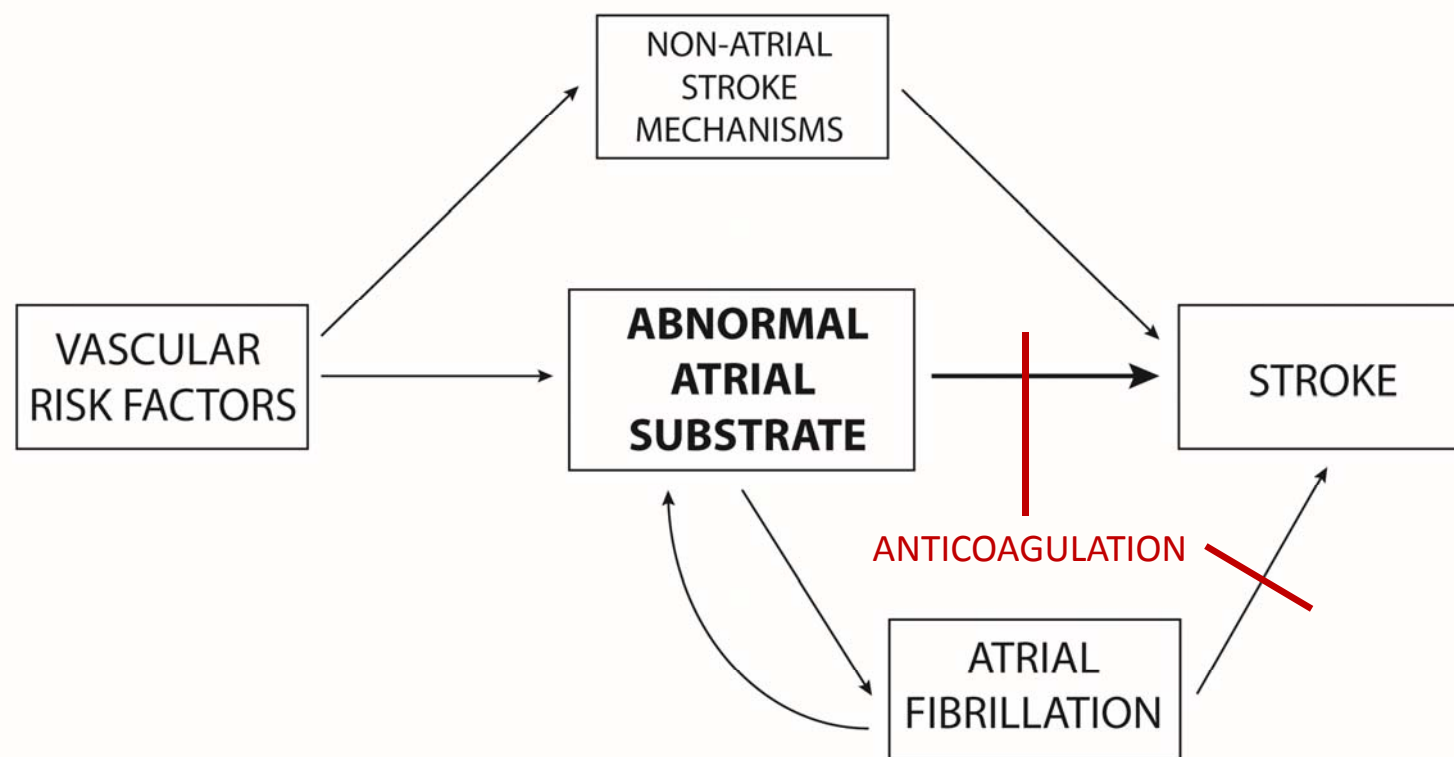 NON-ATRIAL
STROKE
MECHANISMS
VASCULAR
RISK FACTORS
ABNORMAL
ATRIAL
SUBSTRATE
STROKE
ANTICOAGULATION
ATRIAL
FIBRILLATION